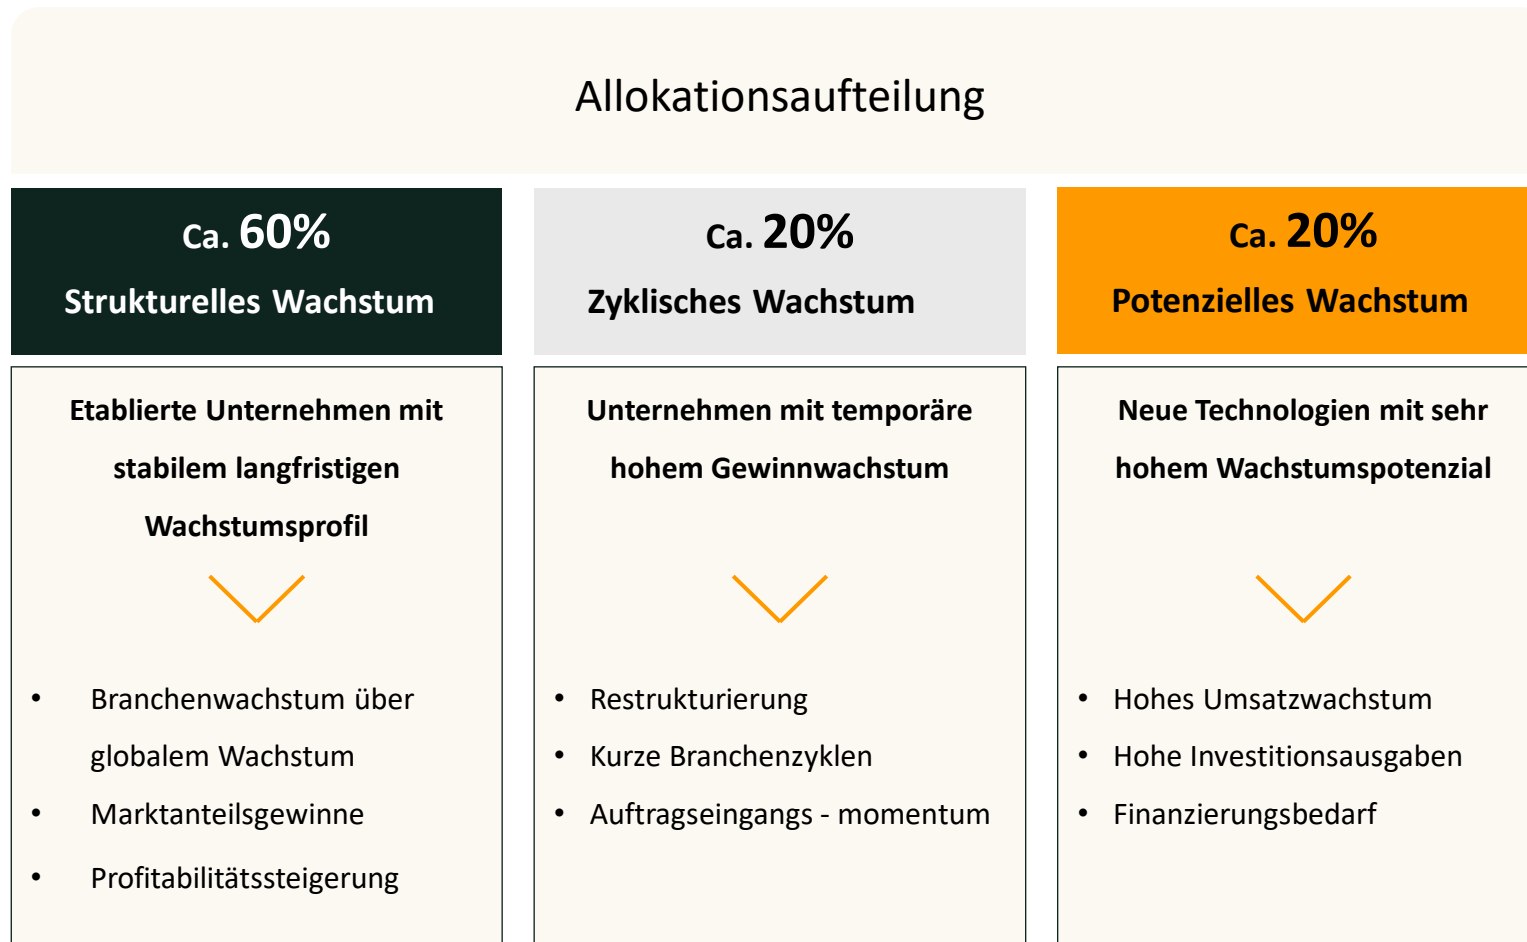 Allokationsaufteilung
Ca. 60%
Strukturelles Wachstum
Etablierte Unternehmen mit
stabilem langfristigen
Wachstumsprofil
• Branchenwachstum über
globalem Wachstum
• Marktanteilsgewinne
• Profitabilitätssteigerung
Ca. 20%
Zyklisches Wachstum
Unternehmen mit temporäre
hohem Gewinnwachstum
• Restrukturierung
• Kurze Branchenzyklen
• Auftragseingangs - momentum
Ca. 20%
Potenzielles Wachstum
Neue Technologien mit sehr
hohem Wachstumspotenzial
• Hohes Umsatzwachstum
• Hohe Investitionsausgaben
• Finanzierungsbedarf